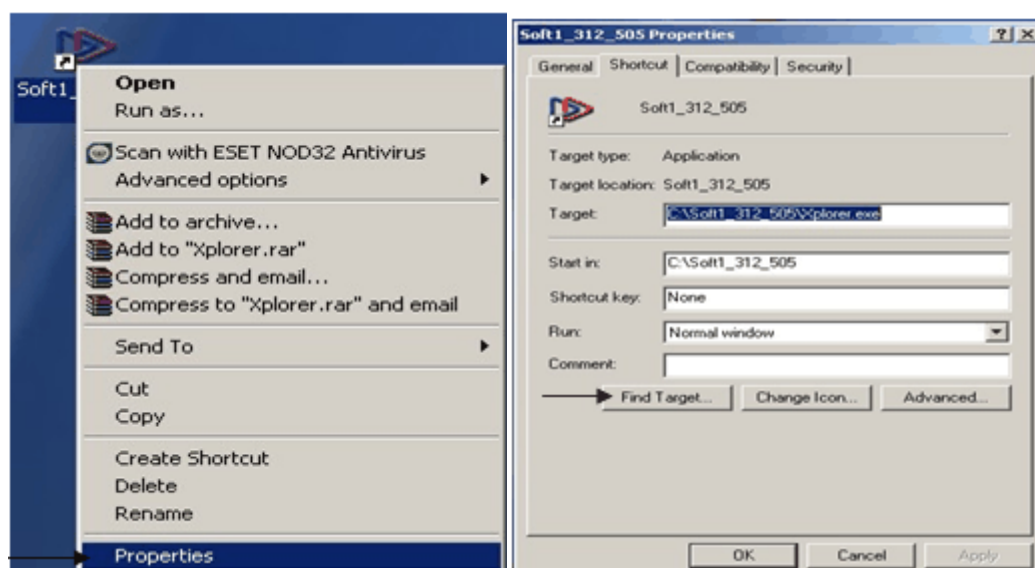 Soft1_
Open
Run as...
Scan with ESET NOD32 Antivirus
Advanced options
Add to archive...
Add to "Xplorer.rar"
Compress and email...
Compress to "Xplorer.rar" and email
Send To
Cut
Copy
Create Shortcut
Delete
Rename
Properties
Soft1_312_505 Properties
General Shortcut Compatibility Security
Soft1_312_505
Target type: Application
Target location: Soft1_312_505
Target: C:\Soft1_312_505\Xplorer.exe
Start in: C:\Soft1_312_505
Shortcut key: None
Run: Normal window
Comment:
Find Target... Change Icon... Advanced...
OK Cancel Apply